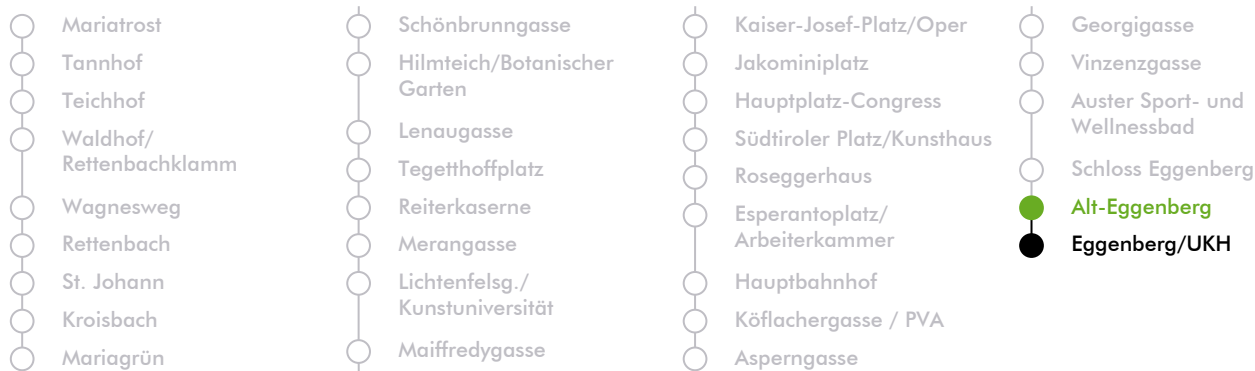 Mariatrost
Tannhof
Teichhof
Waldhof/
Rettenbachklamm
Wagnesweg
Rettenbach
St. Johann
Kroisbach
Mariagrün
Schönbrunngasse
Hilmteich/Botanischer
Garten
Lenaugasse
Tegetthoffplatz
Reiterkaserne
Merangasse
Lichtenfelsg./
Kunstuniversität
Maiffredygasse
Kaiser-Josef-Platz/Oper
Jakominiplatz
Hauptplatz-Congress
Südtiroler Platz/Kunsthaus
Roseggerhaus
Esperantoplatz/
Arbeiterkammer
Hauptbahnhof
Köflachergasse / PVA
Asperngasse
Georgigasse
Vinzenzgasse
Auster Sport- und
Wellnessbad
Schloss Eggenberg
Alt-Eggenberg
Eggenberg/UKH